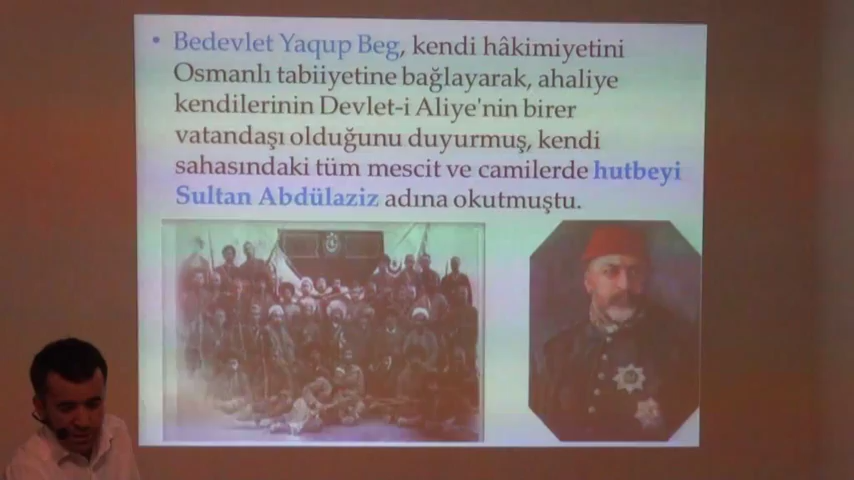 • Bedevlet Yaqup Beg, kendi hâkimiyetini
Osmanlı tabiiyetine bağlayarak, ahaliye
kendilerinin Devlet-i Aliye'nin birer
vatandaşı olduğunu duyurmuş, kendi
sahasındaki tüm mescit ve camilerde hutbeyi
Sultan Abdülaziz adına okutmuştu.